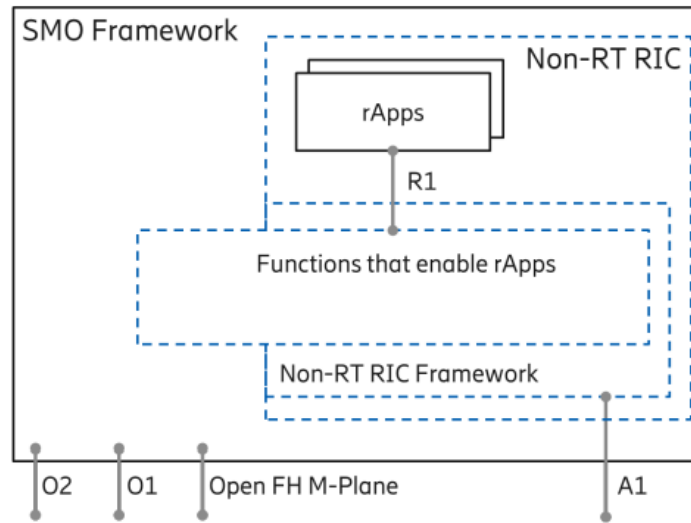 SMO Framework
Non-RT RIC
rApps
R1
Functions that enable rApps
Non-RT RIC Framework
O2
O1
Open FH M-Plane
A1